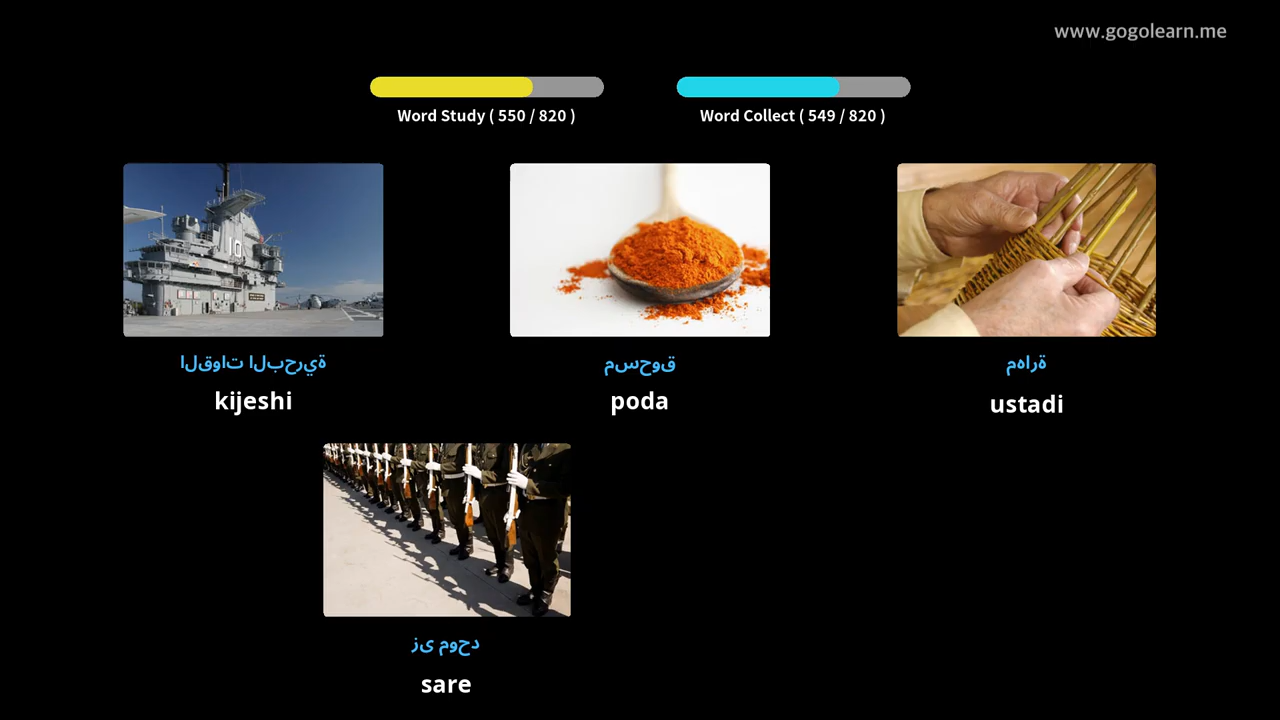 www.gogolearn.me
Word Study ( 550 / 820 )
Word Collect ( 549 / 820 )
القوات البحرية
kijeshi
مسحوق
poda
مهارة
ustadi
زى موحد
sare